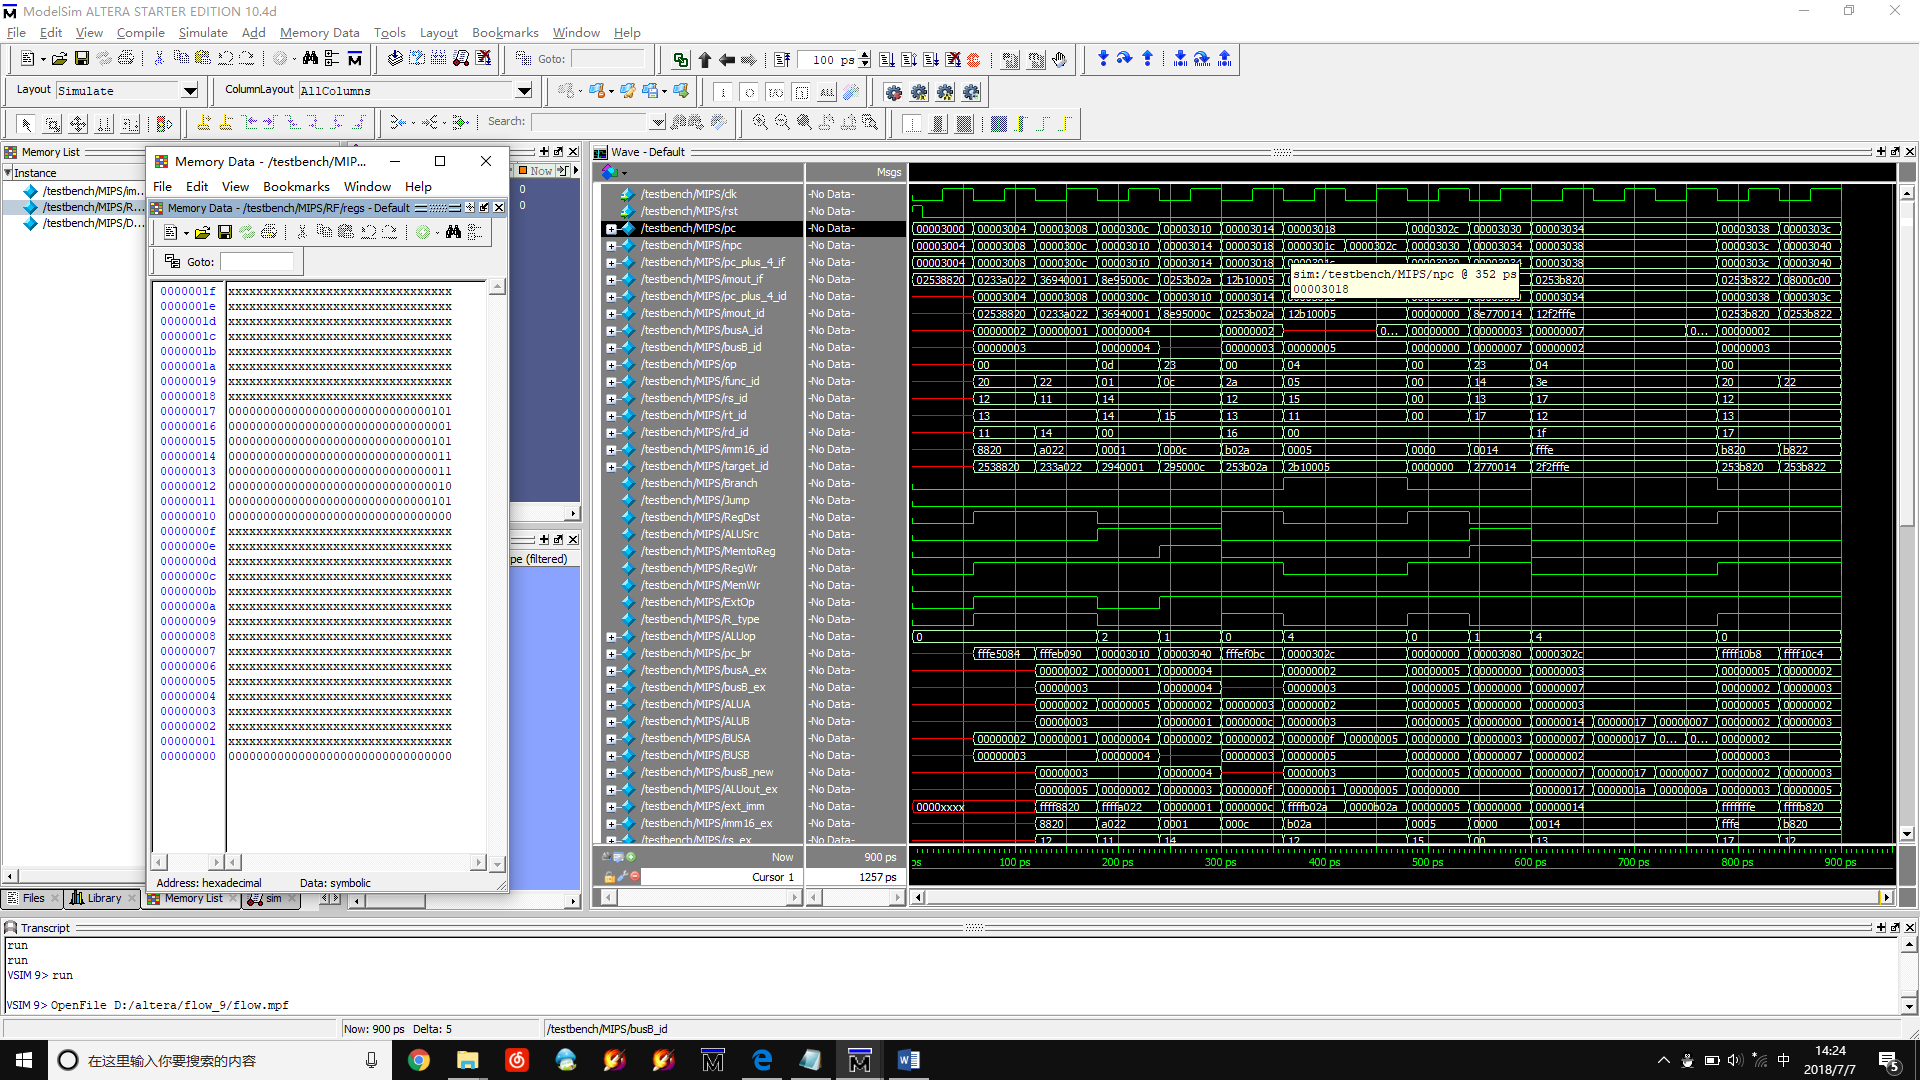 ModelSim ALTERA STARTER EDITION 10.4d
File Edit View Compile Simulate Add Memory Data Tools Layout Bookmarks Window Help
Goto:
100 ps
Layout Simulate
ColumnLayout AllColumns
Search:
Memory List
Instance
/testbench/MIPS/im...
/testbench/MIPS/R...
/testbench/MIPS/D...
Memory Data - /testbench/MIP...
File Edit View Bookmarks Window Help
Memory Data - /testbench/MIPS/RF/regs - Default
Goto:
0000001f xxxxxxxxxxxxxxxxxxxxxxxxxxxxxxxx
0000001e xxxxxxxxxxxxxxxxxxxxxxxxxxxxxxxx
0000001d xxxxxxxxxxxxxxxxxxxxxxxxxxxxxxxx
0000001c xxxxxxxxxxxxxxxxxxxxxxxxxxxxxxxx
0000001b xxxxxxxxxxxxxxxxxxxxxxxxxxxxxxxx
0000001a xxxxxxxxxxxxxxxxxxxxxxxxxxxxxxxx
00000019 xxxxxxxxxxxxxxxxxxxxxxxxxxxxxxxx
00000018 xxxxxxxxxxxxxxxxxxxxxxxxxxxxxxxx
00000017 00000000000000000000000000000101
00000016 00000000000000000000000000000001
00000015 00000000000000000000000000000101
00000014 00000000000000000000000000000011
00000013 00000000000000000000000000000011
00000012 00000000000000000000000000000010
00000011 00000000000000000000000000000101
00000010 00000000000000000000000000000000
0000000f xxxxxxxxxxxxxxxxxxxxxxxxxxxxxxxx
0000000e xxxxxxxxxxxxxxxxxxxxxxxxxxxxxxxx
0000000d xxxxxxxxxxxxxxxxxxxxxxxxxxxxxxxx
0000000c xxxxxxxxxxxxxxxxxxxxxxxxxxxxxxxx
0000000b xxxxxxxxxxxxxxxxxxxxxxxxxxxxxxxx
0000000a xxxxxxxxxxxxxxxxxxxxxxxxxxxxxxxx
00000009 xxxxxxxxxxxxxxxxxxxxxxxxxxxxxxxx
00000008 xxxxxxxxxxxxxxxxxxxxxxxxxxxxxxxx
00000007 xxxxxxxxxxxxxxxxxxxxxxxxxxxxxxxx
00000006 xxxxxxxxxxxxxxxxxxxxxxxxxxxxxxxx
00000005 xxxxxxxxxxxxxxxxxxxxxxxxxxxxxxxx
00000004 xxxxxxxxxxxxxxxxxxxxxxxxxxxxxxxx
00000003 xxxxxxxxxxxxxxxxxxxxxxxxxxxxxxxx
00000002 xxxxxxxxxxxxxxxxxxxxxxxxxxxxxxxx
00000001 xxxxxxxxxxxxxxxxxxxxxxxxxxxxxxxx
00000000 00000000000000000000000000000000
Address: hexadecimal Data: symbolic
Now
0
0
pe (filtered)
Files Library Memory List sim
Wave - Default
Msgs
/testbench/MIPS/clk -No Data-
/testbench/MIPS/rst -No Data-
/testbench/MIPS/pc -No Data- 00003000 00003004 00003008 0000300c 00003010 00003014 00003018 0000302c 00003030 00003034 00003038 0000303c
/testbench/MIPS/npc -No Data- 00003004 00003008 0000300c 00003010 00003014 00003018 0000301c 0000302c 00003030 00003034 00003038 0000303c 00003040
/testbench/MIPS/pc_plus_4_if -No Data- 00003004 00003008 0000300c 00003010 00003014 00003018 00003038 0000303c 00003040
/testbench/MIPS/imout_if -No Data- 02538820 0233a022 36940001 8e95000c 0253b02a 12b10005 0253b820 0253b822 08000c00
sim:/testbench/MIPS/npc @ 352 ps
00003018
/testbench/MIPS/pc_plus_4_id -No Data- 00003004 00003008 0000300c 00003010 00003014 00003034 00003038 0000303c
/testbench/MIPS/imout_id -No Data- 02538820 0233a022 36940001 8e95000c 0253b02a 12b10005 00000000 8e770014 12f2fffe 0253b820 0253b822
/testbench/MIPS/busA_id -No Data- 00000002 00000001 00000004 00000002 0... 00000000 00000003 00000007 0... 00000002
/testbench/MIPS/busB_id -No Data- 00000003 00000004 00000003 00000005 00000000 00000007 00000002 00000003
/testbench/MIPS/op -No Data- 00 0d 23 00 04 00 23 04 00
/testbench/MIPS/func_id -No Data- 20 22 01 0c 2a 05 00 14 3e 20 22
/testbench/MIPS/rs_id -No Data- 12 11 14 12 15 00 13 17 12
/testbench/MIPS/rt_id -No Data- 13 14 15 13 11 00 17 12 13
/testbench/MIPS/rd_id -No Data- 11 14 00 16 00 1f 17
/testbench/MIPS/imm16_id -No Data- 8820 a022 0001 000c b02a 0005 0000 0014 fffe b820 b822
/testbench/MIPS/target_id -No Data- 2538820 233a022 2940001 295000c 253b02a 2b10005 0000000 2770014 2f2fffe 253b820 253b822
/testbench/MIPS/Branch -No Data-
/testbench/MIPS/Jump -No Data-
/testbench/MIPS/RegDst -No Data-
/testbench/MIPS/ALUSrc -No Data-
/testbench/MIPS/MemtoReg -No Data-
/testbench/MIPS/RegWr -No Data-
/testbench/MIPS/MemWr -No Data-
/testbench/MIPS/ExtOp -No Data-
/testbench/MIPS/R_type -No Data-
/testbench/MIPS/ALUop -No Data- 0 2 1 0 4 0 1 4 0
/testbench/MIPS/pc_br -No Data- fffe5084 fffeb090 00003010 00003040 fffef0bc 0000302c 00000000 00003080 0000302c ffff10b8 ffff10c4
/testbench/MIPS/busA_ex -No Data- 00000002 00000001 00000004 00000002 00000005 00000000 00000003 00000005 00000002
/testbench/MIPS/busB_ex -No Data- 00000003 00000004 00000003 00000005 00000000 00000007 00000002 00000003
/testbench/MIPS/ALUA -No Data- 00000002 00000005 00000002 00000003 00000002 00000005 00000000 00000003 00000005 00000002
/testbench/MIPS/ALUB -No Data- 00000003 00000001 0000000c 00000003 00000005 00000000 00000014 00000017 00000007 00000002 00000003
/testbench/MIPS/BUSA -No Data- 00000002 00000001 00000004 00000002 00000002 0000000f 00000005 00000000 00000003 00000007 00000017 0... 0... 00000002
/testbench/MIPS/BUSB -No Data- 00000003 00000004 00000003 00000005 00000000 00000007 00000002 00000003
/testbench/MIPS/busB_new -No Data- 00000003 00000004 00000003 00000005 00000000 00000007 00000017 00000007 00000002 00000003
/testbench/MIPS/ALUout_ex -No Data- 00000005 00000002 00000003 0000000f 00000001 00000005 00000000 00000017 0000001a 0000000a 00000003 00000005
/testbench/MIPS/ext_imm -No Data- 0000xxxx ffff8820 ffffa022 00000001 0000000c ffffb02a 0000b02a 00000005 00000000 00000014 fffffffe ffffb820
/testbench/MIPS/imm16_ex -No Data- 8820 a022 0001 000c b02a 0005 0000 0014 fffe b820
/testbench/MIPS/rs_ex -No Data- 12 11 14 12 15 00 13 17 12
Now 900 ps
ps 100 ps 200 ps 300 ps 400 ps 500 ps 600 ps 700 ps 800 ps 900 ps
Cursor 1 1257 ps
Transcript
run
run
VSIM 9> run
VSIM 9> OpenFile D:/altera/flow_9/flow.mpf
Now: 900 ps Delta: 5 /testbench/MIPS/busB_id
在这里输入你要搜索的内容
中
14:24
2018/7/7
5